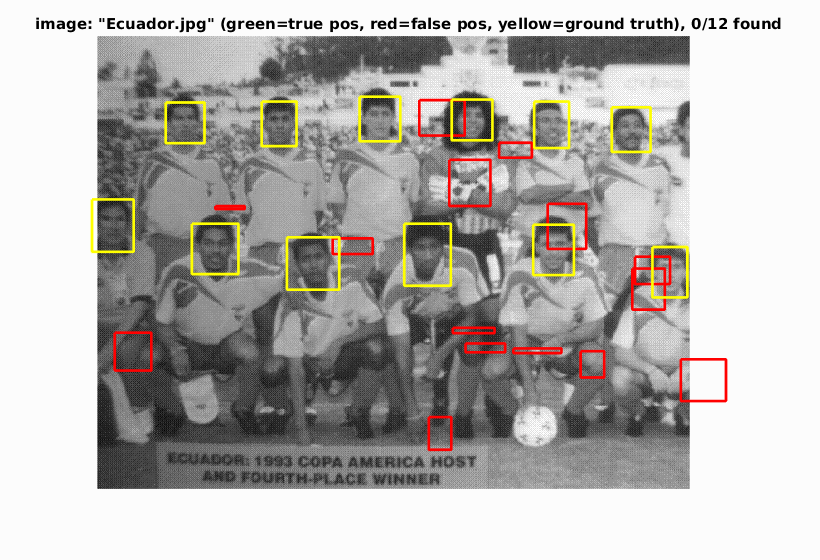 image: "Ecuador.jpg" (green=true pos, red=false pos, yellow=ground truth), 0/12 found
ECUADOR: 1993 COPA AMERICA HOST
AND FOURTH-PLACE WINNER